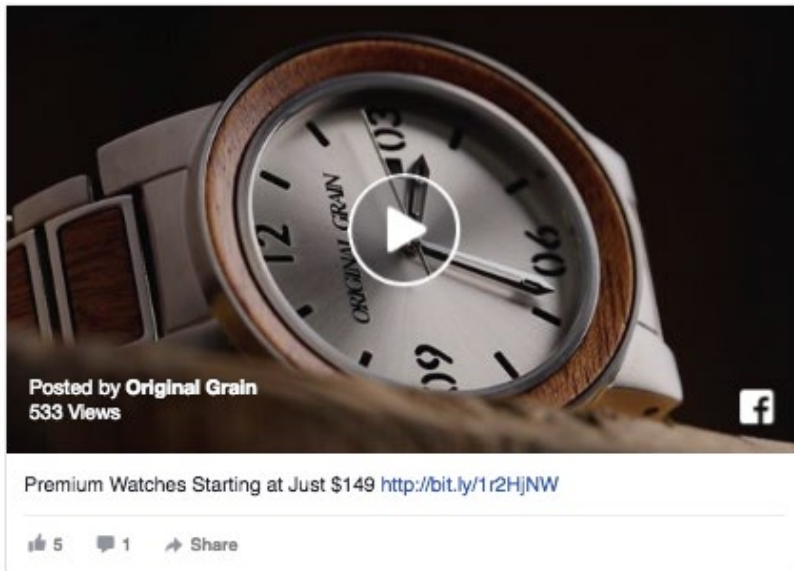 03
12
ORIGINAL GRAIN
06
09
Posted by Original Grain
533 Views
Premium Watches Starting at Just $149 http://bit.ly/1r2HjNW
5 1 Share